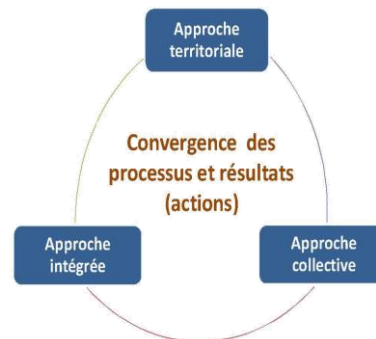 Approche
territoriale
Convergence des
processus et résultats
(actions)
Approche
intégrée
Approche
collective